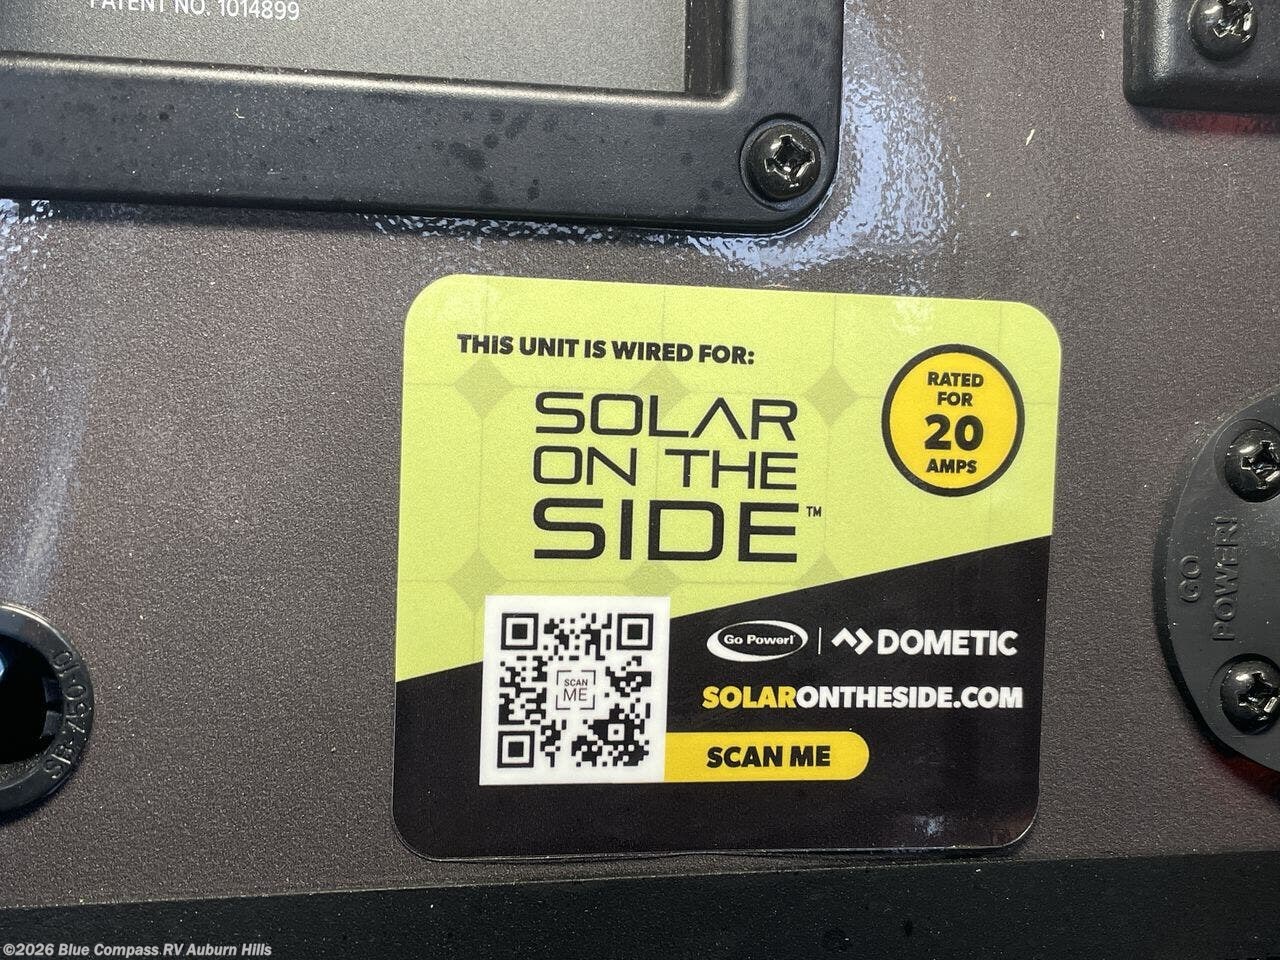 PATENT NO. 1014899
THIS UNIT IS WIRED FOR:
SOLAR
ON THE
SIDE™
RATED
FOR
20
AMPS
Go Power!
DOMETIC
SOLARONTHESIDE.COM
SCAN
ME
SCAN ME
GO
POWER!
©2026 Blue Compass RV Auburn Hills